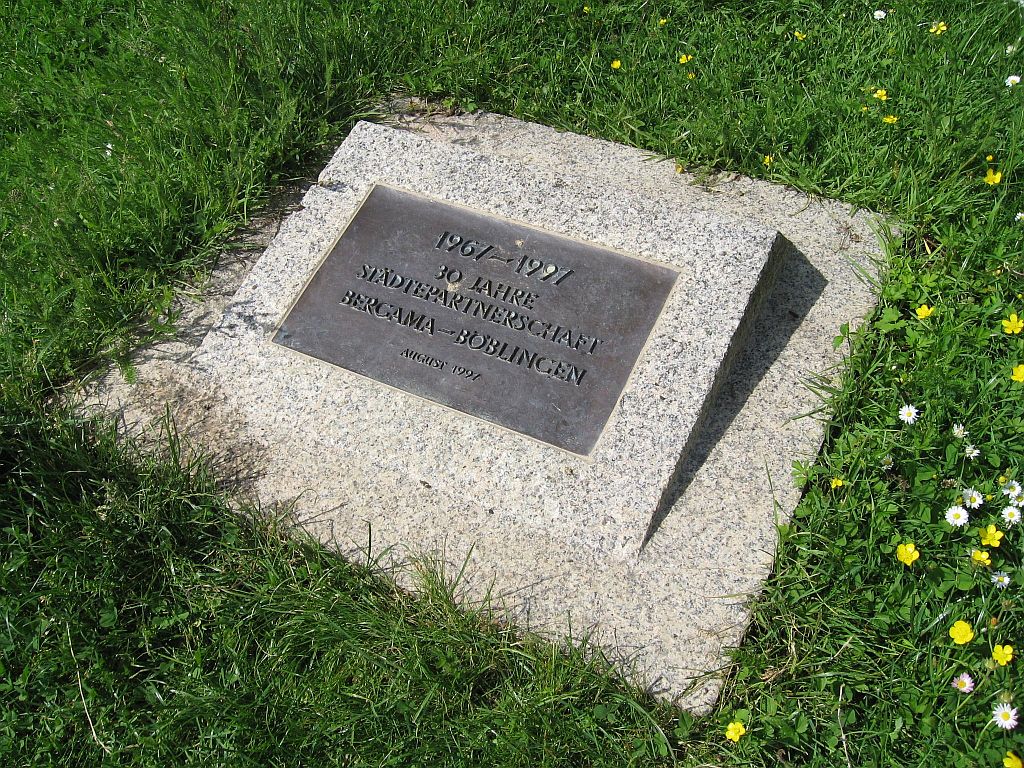 1967–1997
30 JAHRE
STÄDTEPARTNERSCHAFT
BERGAMA–BÖBLINGEN
AUGUST 1997